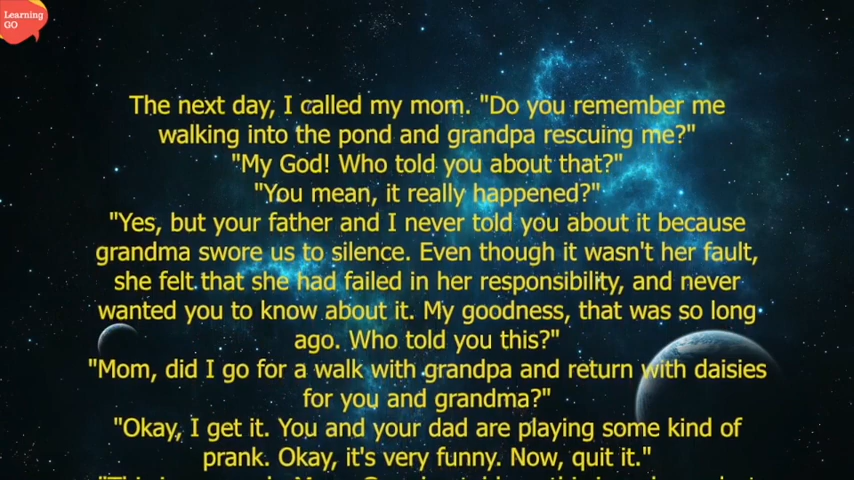 Learning
GO
The next day, I called my mom. "Do you remember me
walking into the pond and grandpa rescuing me?"
"My God! Who told you about that?"
"You mean, it really happened?"
"Yes, but your father and I never told you about it because
grandma swore us to silence. Even though it wasn't her fault,
she felt that she had failed in her responsibility, and never
wanted you to know about it. My goodness, that was so long
ago. Who told you this?"
"Mom, did I go for a walk with grandpa and return with daisies
for you and grandma?"
"Okay, I get it. You and your dad are playing some kind of
prank. Okay, it's very funny. Now, quit it."